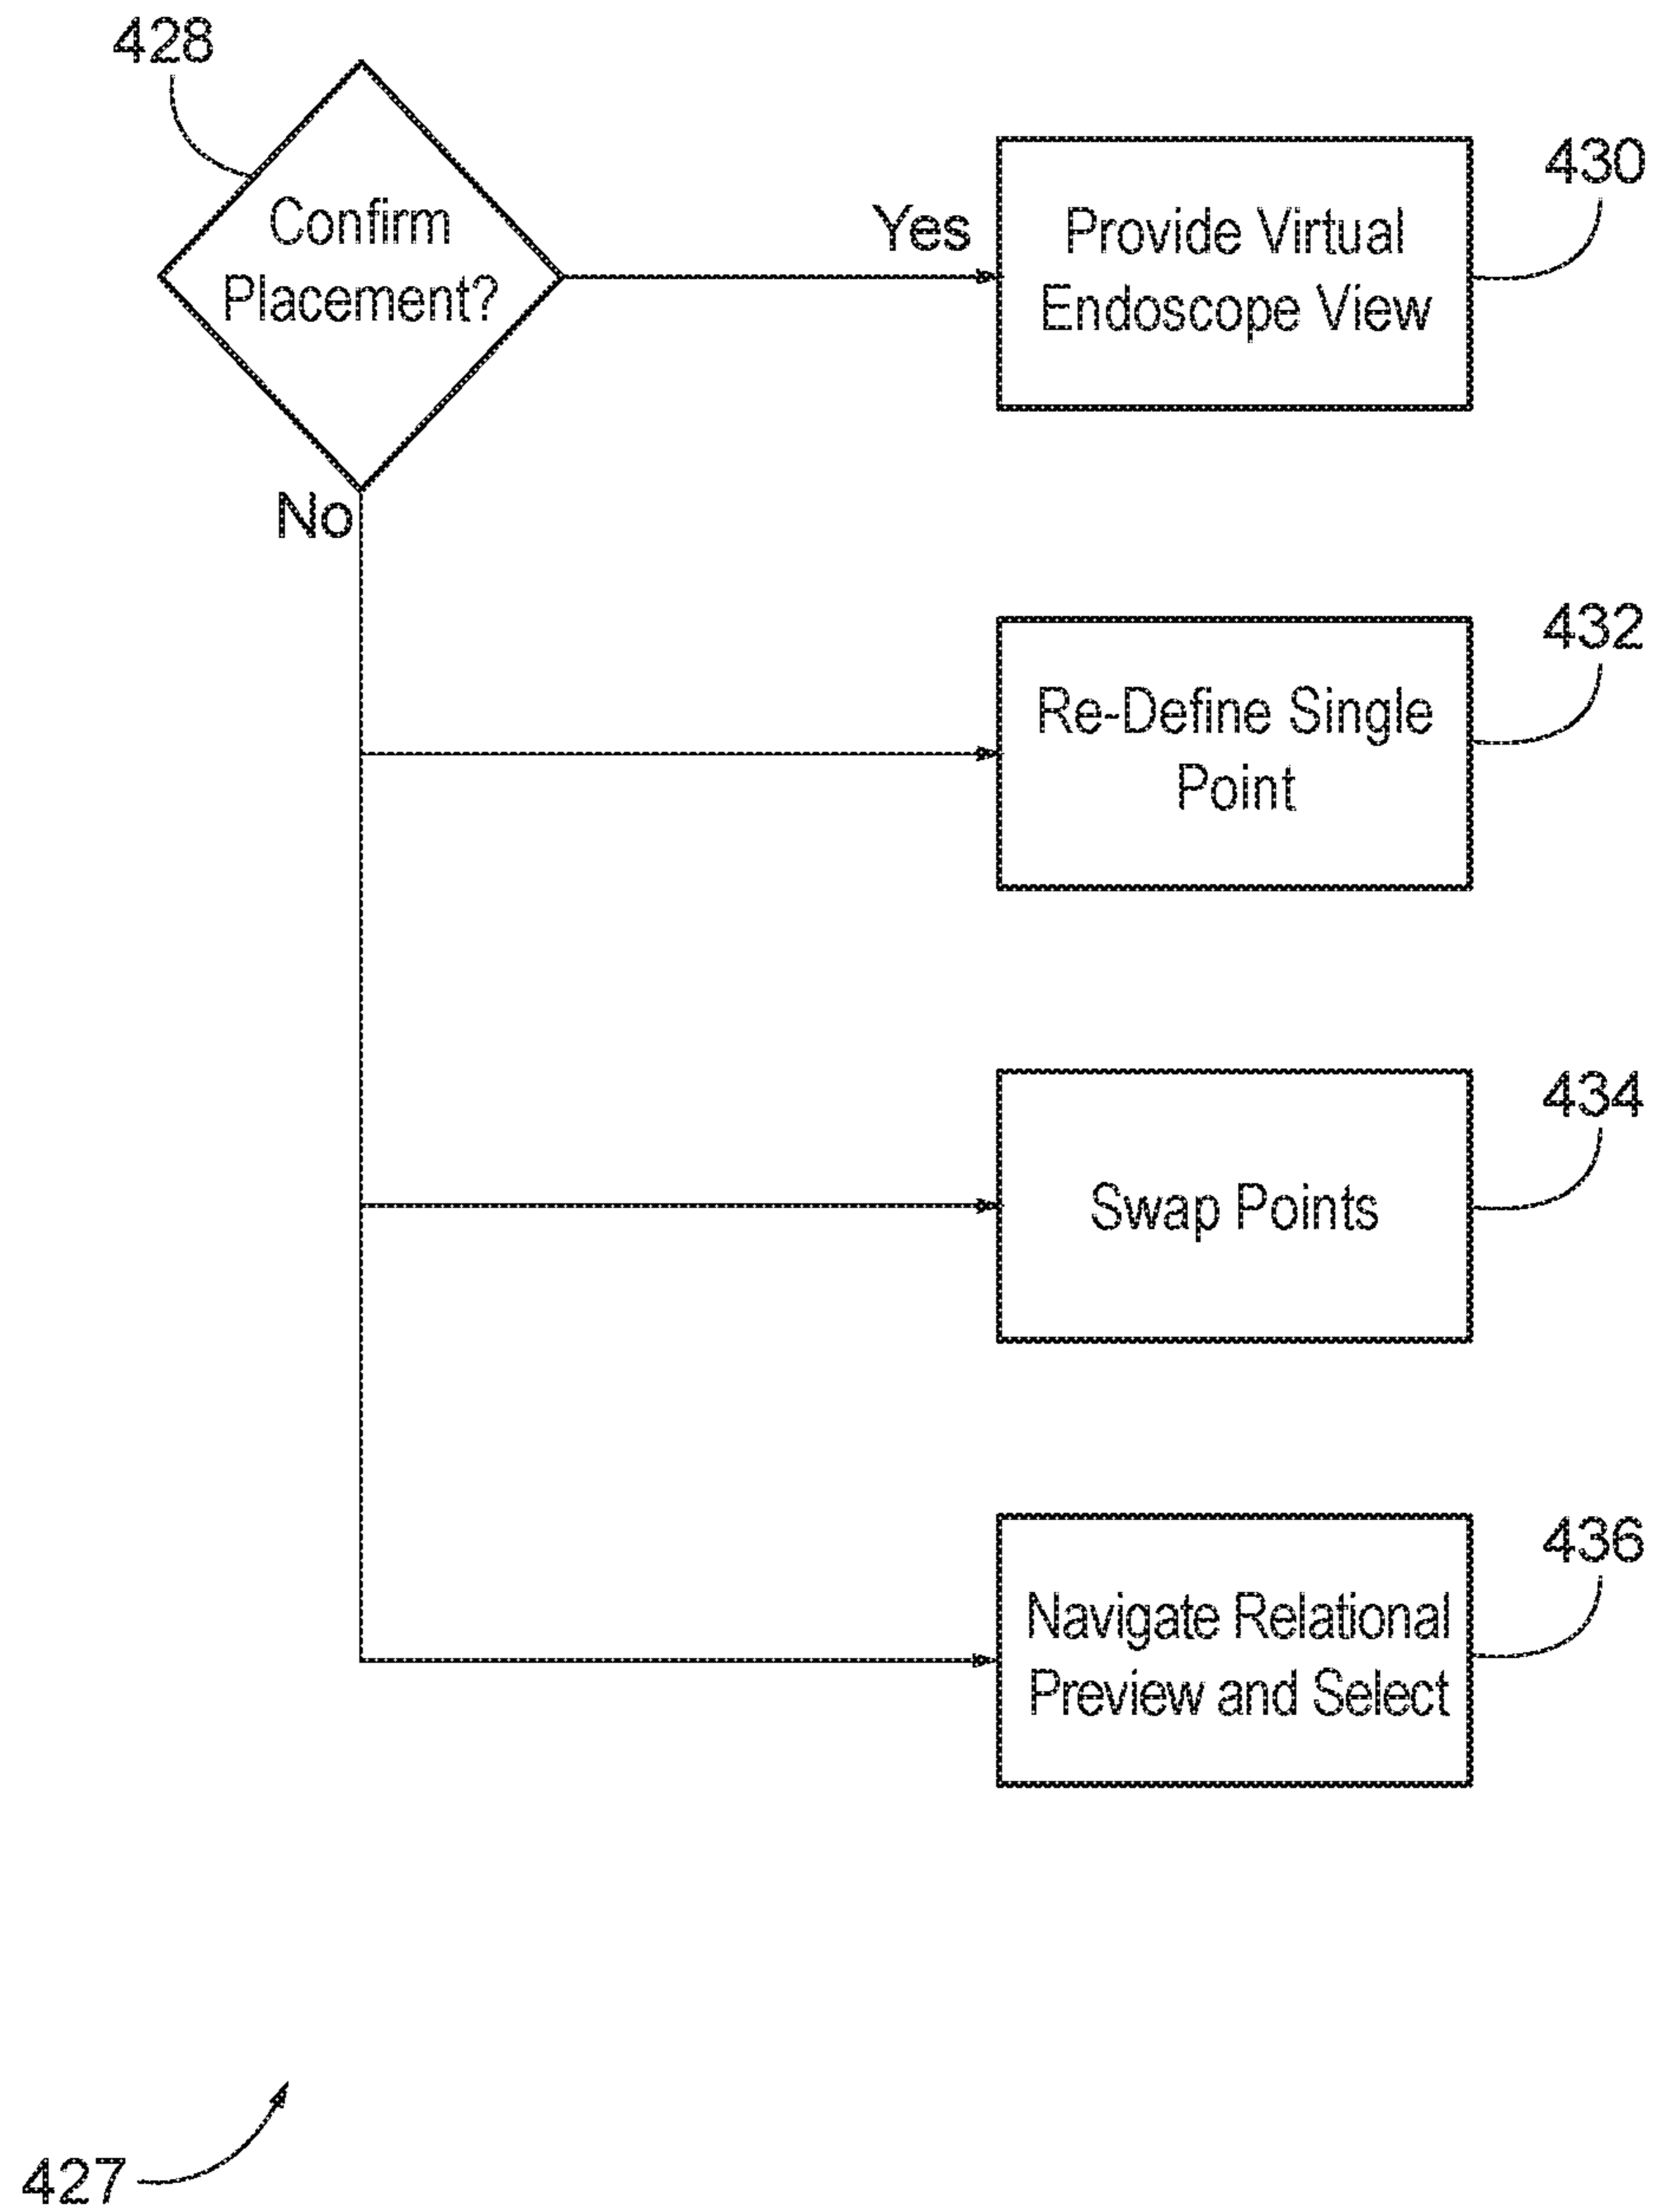 428
Confirm
Placement?
Yes
Provide Virtual
Endoscope View
430
No
Re-Define Single
Point
432
Swap Points
434
Navigate Relational
Preview and Select
436
427